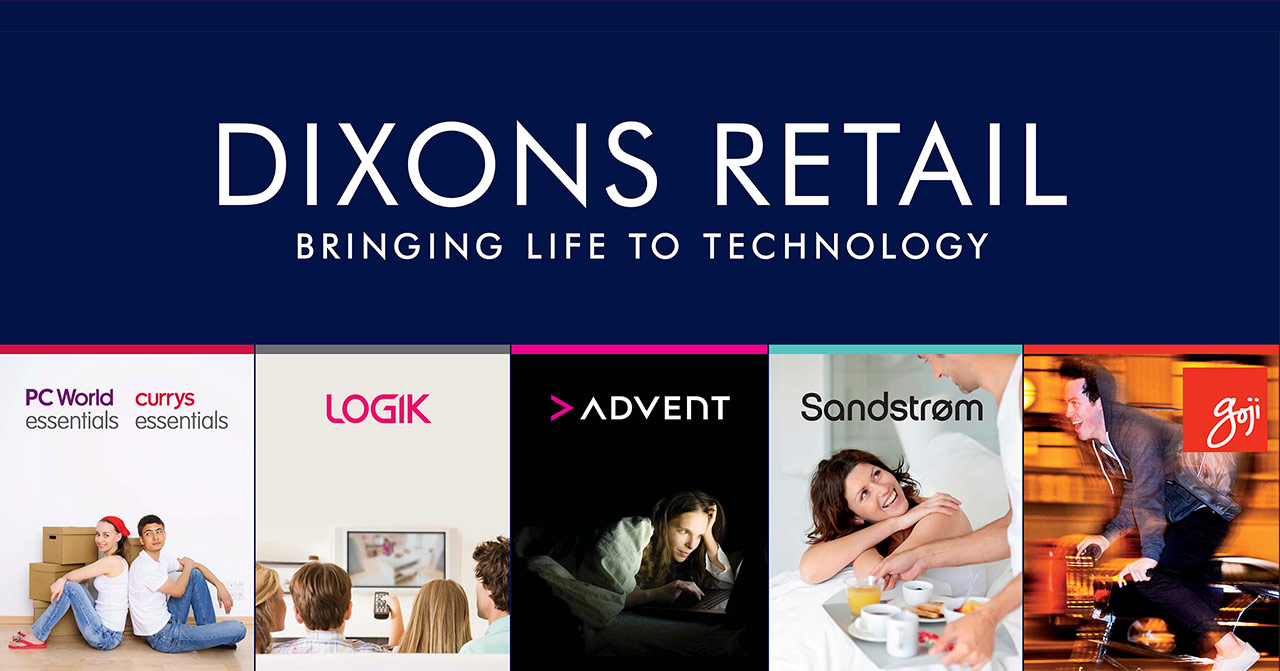 DIXONS RETAIL
BRINGING LIFE TO TECHNOLOGY
PC World
essentials
currys
essentials
LOGIK
> ADVENT
Sandstrøm
goji